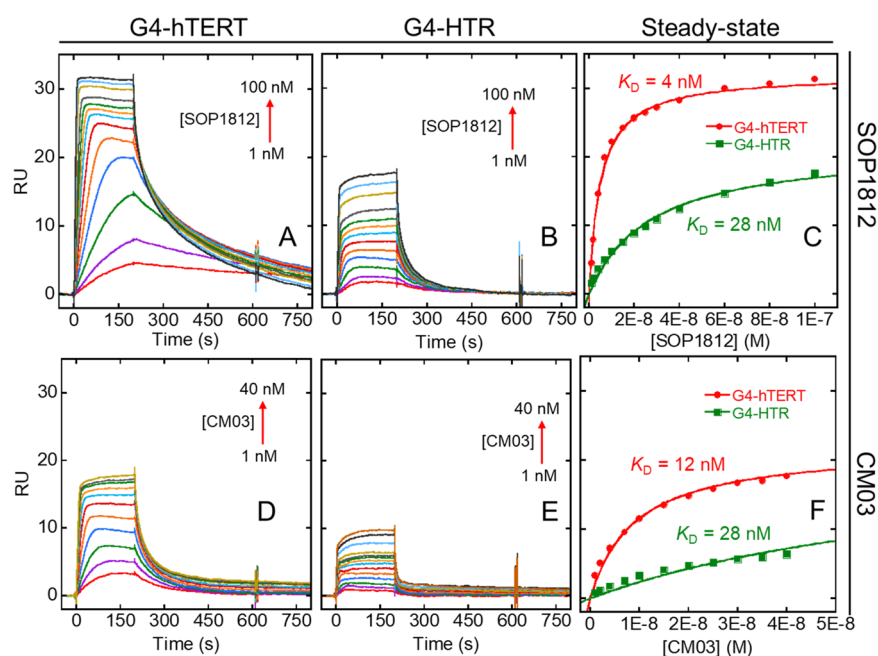 G4-hTERT G4-HTR Steady-state
30
20
10
0
RU
0 150 300 450 600 750
Time (s)
100 nM
[SOP1812]
1 nM
A
0 150 300 450 600 750
Time (s)
100 nM
[SOP1812]
1 nM
B
KD = 4 nM
G4-hTERT
G4-HTR
KD = 28 nM
C
0 2E-8 4E-8 6E-8 8E-8 1E-7
[SOP1812] (M)
SOP1812
30
20
10
0
RU
0 150 300 450 600 750
Time (s)
40 nM
[CM03]
1 nM
D
0 150 300 450 600 750
Time (s)
40 nM
[CM03]
1 nM
E
G4-hTERT
G4-HTR
KD = 12 nM
KD = 28 nM
F
0 1E-8 2E-8 3E-8 4E-8 5E-8
[CM03] (M)
CM03